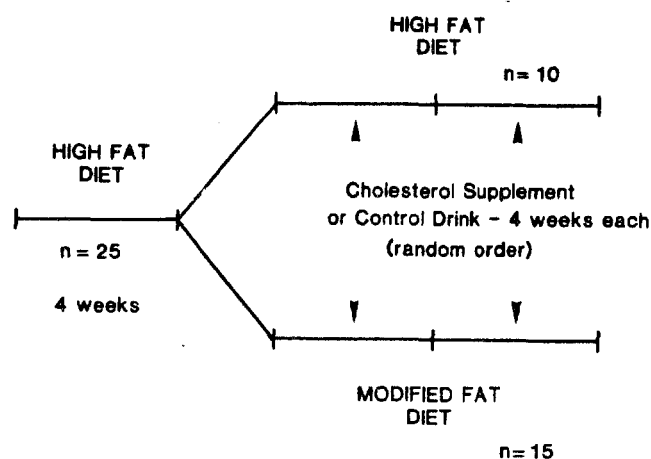 HIGH FAT
DIET
n= 10
HIGH FAT
DIET
n = 25
4 weeks
Cholesterol Supplement
or Control Drink - 4 weeks each
(random order)
MODIFIED FAT
DIET
n= 15